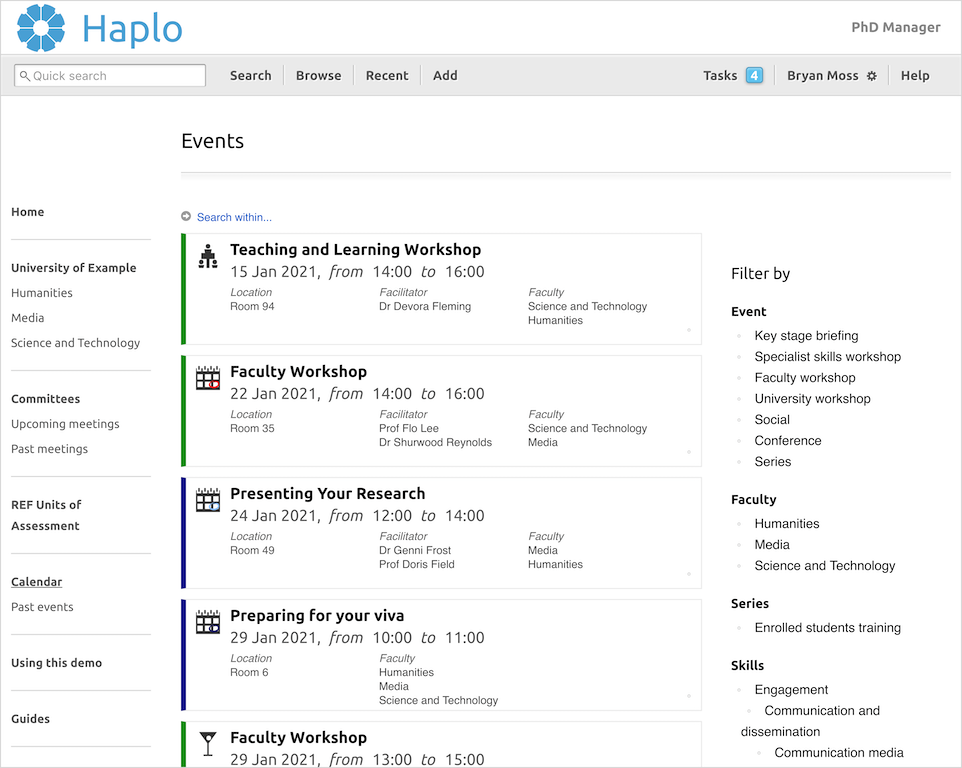 Haplo
PhD Manager
Quick search
Search
Browse
Recent
Add
Tasks 4
Bryan Moss
Help
Events
Home
University of Example
Humanities
Media
Science and Technology
Committees
Upcoming meetings
Past meetings
REF Units of
Assessment
Calendar
Past events
Using this demo
Guides
Search within...
Teaching and Learning Workshop
15 Jan 2021, from 14:00 to 16:00
Location
Room 94
Facilitator
Dr Devora Fleming
Faculty
Science and Technology
Humanities
Faculty Workshop
22 Jan 2021, from 14:00 to 16:00
Location
Room 35
Facilitator
Prof Flo Lee
Dr Shurwood Reynolds
Faculty
Science and Technology
Media
Presenting Your Research
24 Jan 2021, from 12:00 to 14:00
Location
Room 49
Facilitator
Dr Genni Frost
Prof Doris Field
Faculty
Media
Humanities
Preparing for your viva
29 Jan 2021, from 10:00 to 11:00
Location
Room 6
Faculty
Humanities
Media
Science and Technology
Faculty Workshop
29 Jan 2021, from 13:00 to 15:00
Filter by
Event
Key stage briefing
Specialist skills workshop
Faculty workshop
University workshop
Social
Conference
Series
Faculty
Humanities
Media
Science and Technology
Series
Enrolled students training
Skills
Engagement
Communication and
dissemination
Communication media